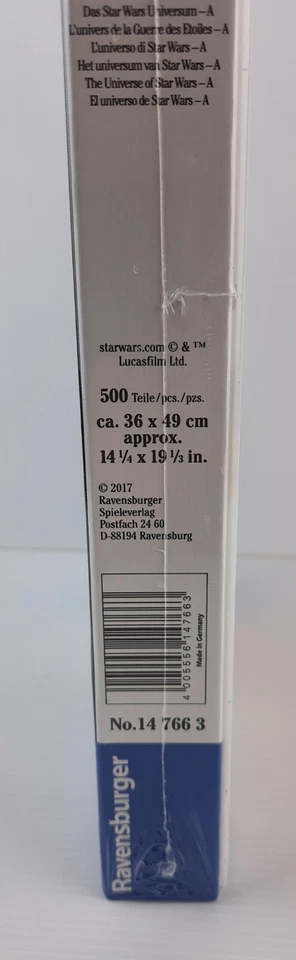 Das Star Wars Universum – A
L'univers de la Guerre des Etoiles – A
L'universo di Star Wars – A
Het universum van Star Wars – A
The Universe of Star Wars – A
El universo de Star Wars – A
starwars.com © & ™
Lucasfilm Ltd.
500 Teile/pcs./pzs.
ca. 36 x 49 cm
approx.
14 ¼ x 19 ⅓ in.
© 2017
Ravensburger
Spieleverlag
Postfach 24 60
D-88194 Ravensburg
4 005556 147663
Made in Germany
No.14 766 3
Ravensburger